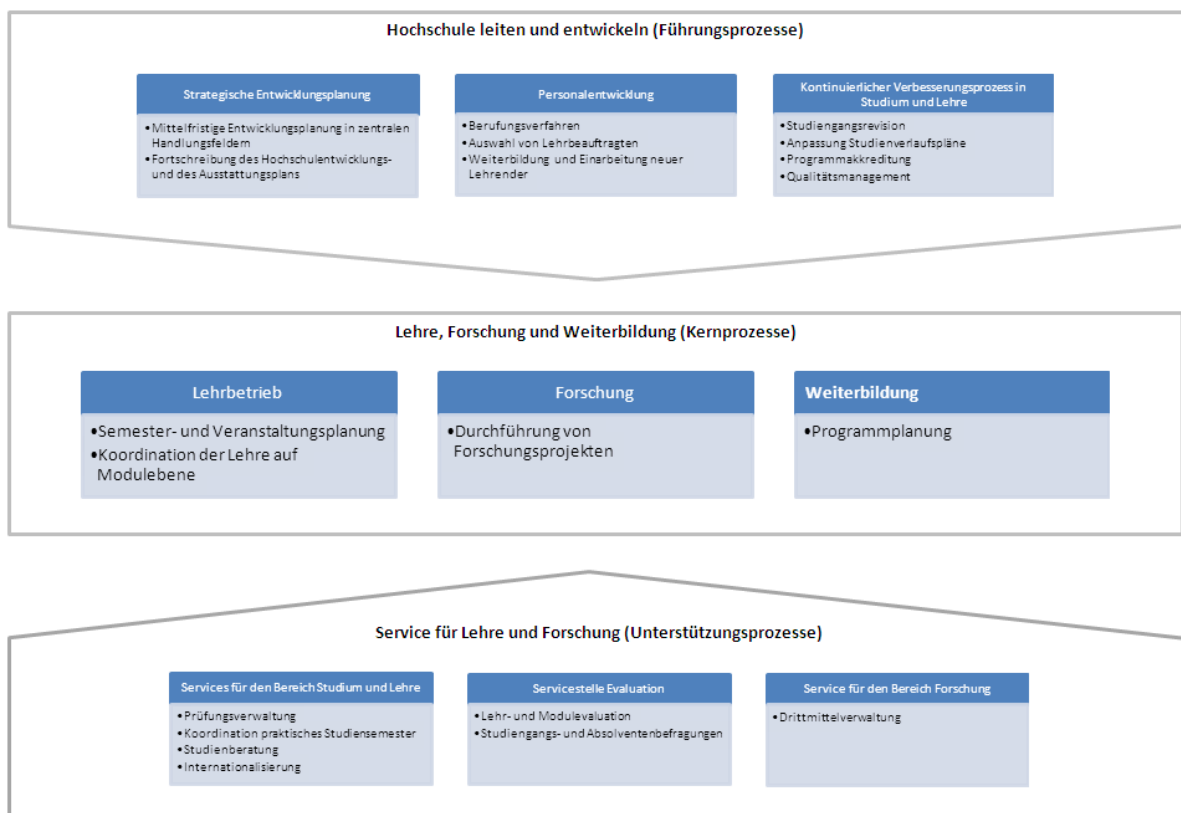 Hochschule leiten und entwickeln (Führungsprozesse)
Strategische Entwicklungsplanung
•Mittelfristige Entwicklungsplanung in zentralen
Handlungsfeldern
•Fortschreibung des Hochschulentwicklungs-
und des Ausstattungsplans
Personalentwicklung
•Berufungsverfahren
•Auswahl von Lehrbeauftragten
•Weiterbildung und Einarbeitung neuer
Lehrender
Kontinuierlicher Verbesserungsprozess in
Studium und Lehre
•Studiengangsrevision
•Anpassung Studienverlaufspläne
•Programmakkreditung
•Qualitätsmanagement
Lehre, Forschung und Weiterbildung (Kernprozesse)
Lehrbetrieb
•Semester- und Veranstaltungsplanung
•Koordination der Lehre auf
Modulebene
Forschung
•Durchführung von
Forschungsprojekten
Weiterbildung
•Programmplanung
Service für Lehre und Forschung (Unterstützungsprozesse)
Services für den Bereich Studium und Lehre
•Prüfungsverwaltung
•Koordination praktisches Studiensemester
•Studienberatung
•Internationalisierung
Servicestelle Evaluation
•Lehr- und Modulevaluation
•Studiengangs- und Absolventenbefragungen
Service für den Bereich Forschung
•Drittmittelverwaltung